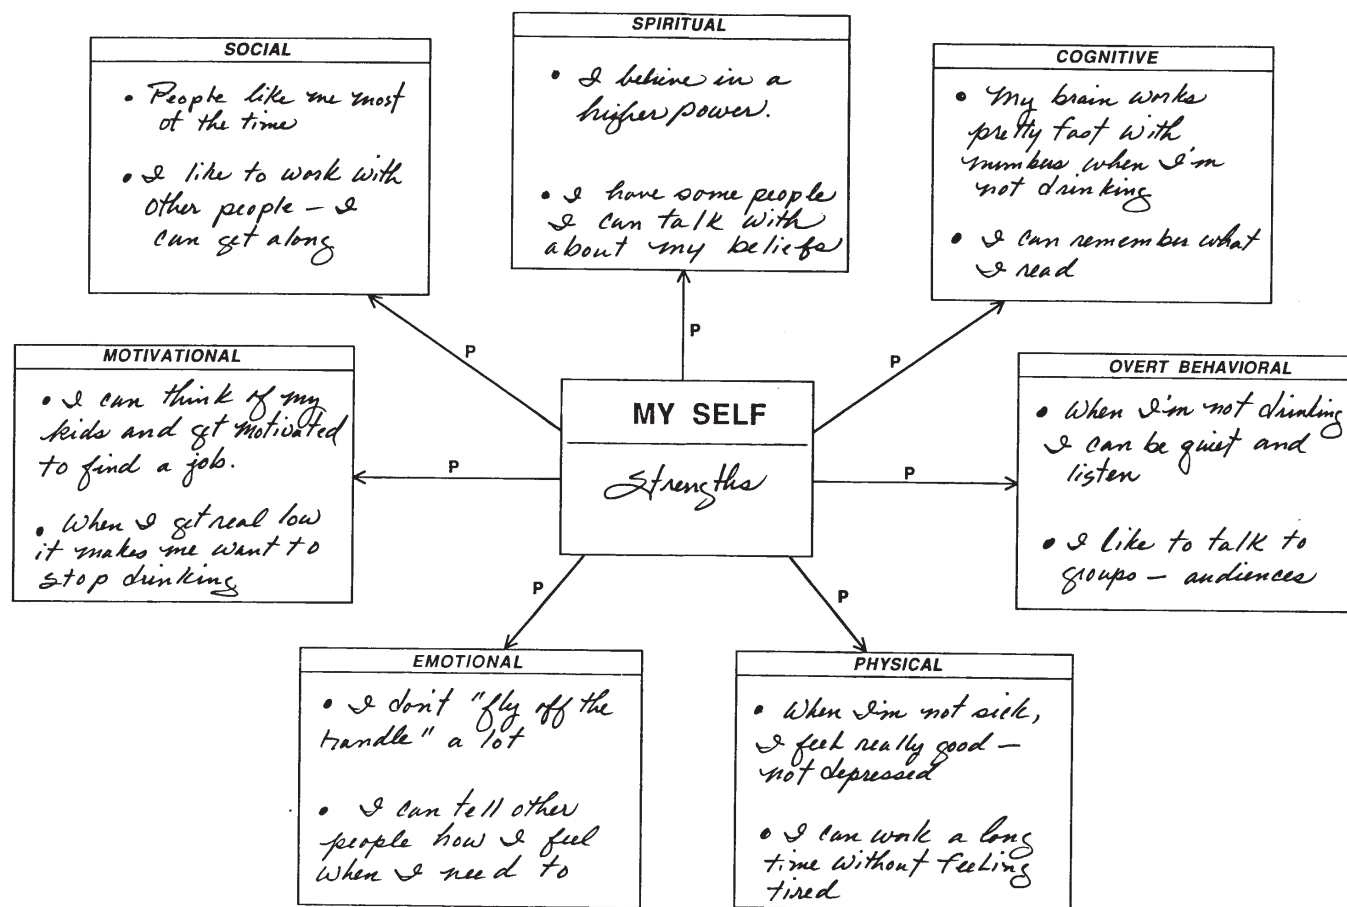 SOCIAL
• People like me most
of the time
• I like to work with
other people — I
can get along
SPIRITUAL
• I believe in a
higher power.
• I have some people
I can talk with
about my beliefs
COGNITIVE
• My brain works
pretty fast with
numbers when I'm
not drinking
• I can remember what
I read
P
P
P
MOTIVATIONAL
• I can think of my
kids and get motivated
to find a job.
• When I get real low
it makes me want to
stop drinking
P
MY SELF
Strengths
P
OVERT BEHAVIORAL
• When I'm not drinking
I can be quiet and
listen
• I like to talk to
groups — audiences
P
P
EMOTIONAL
• I don't "fly off the
handle" a lot
• I can tell other
people how I feel
when I need to
PHYSICAL
• When I'm not sick,
I feel really good —
not depressed
• I can work a long
time without feeling
tired